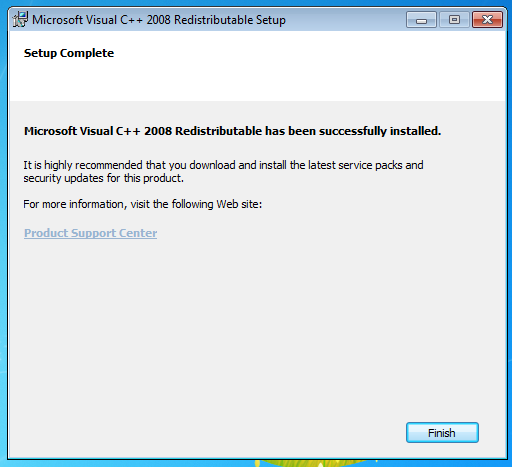 Microsoft Visual C++ 2008 Redistributable Setup
Setup Complete
Microsoft Visual C++ 2008 Redistributable has been successfully installed.
It is highly recommended that you download and install the latest service packs and
security updates for this product.
For more information, visit the following Web site:
Product Support Center
Finish